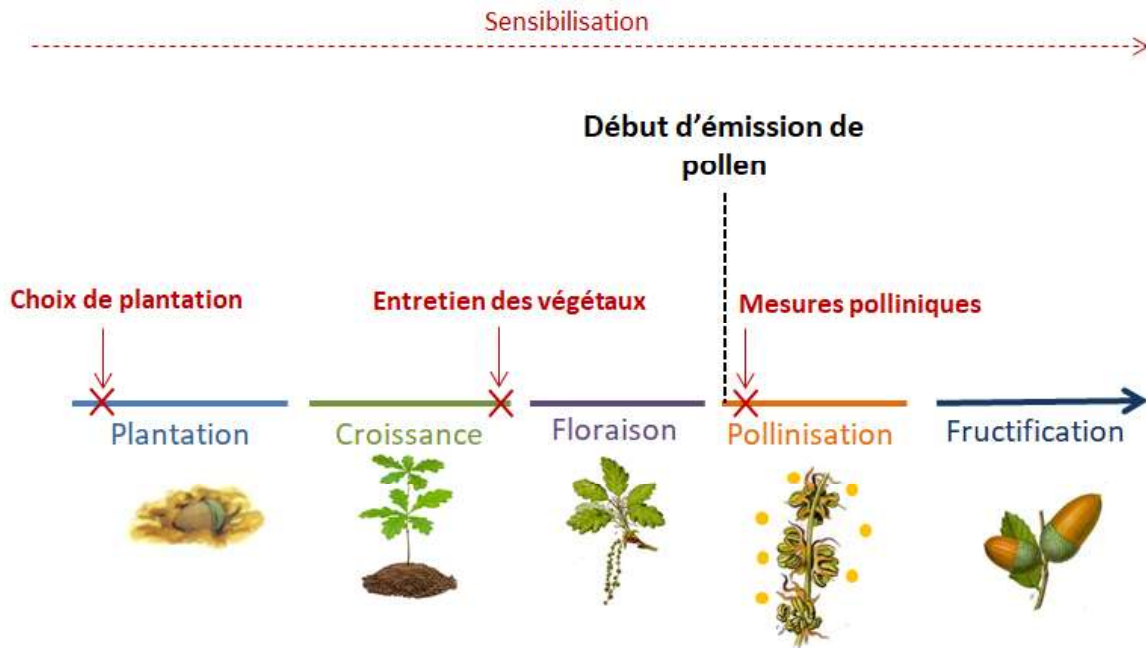 Sensibilisation
Début d'émission de
pollen
Choix de plantation
Entretien des végétaux
Mesures polliniques
Plantation
Croissance
Floraison
Pollinisation
Fructification